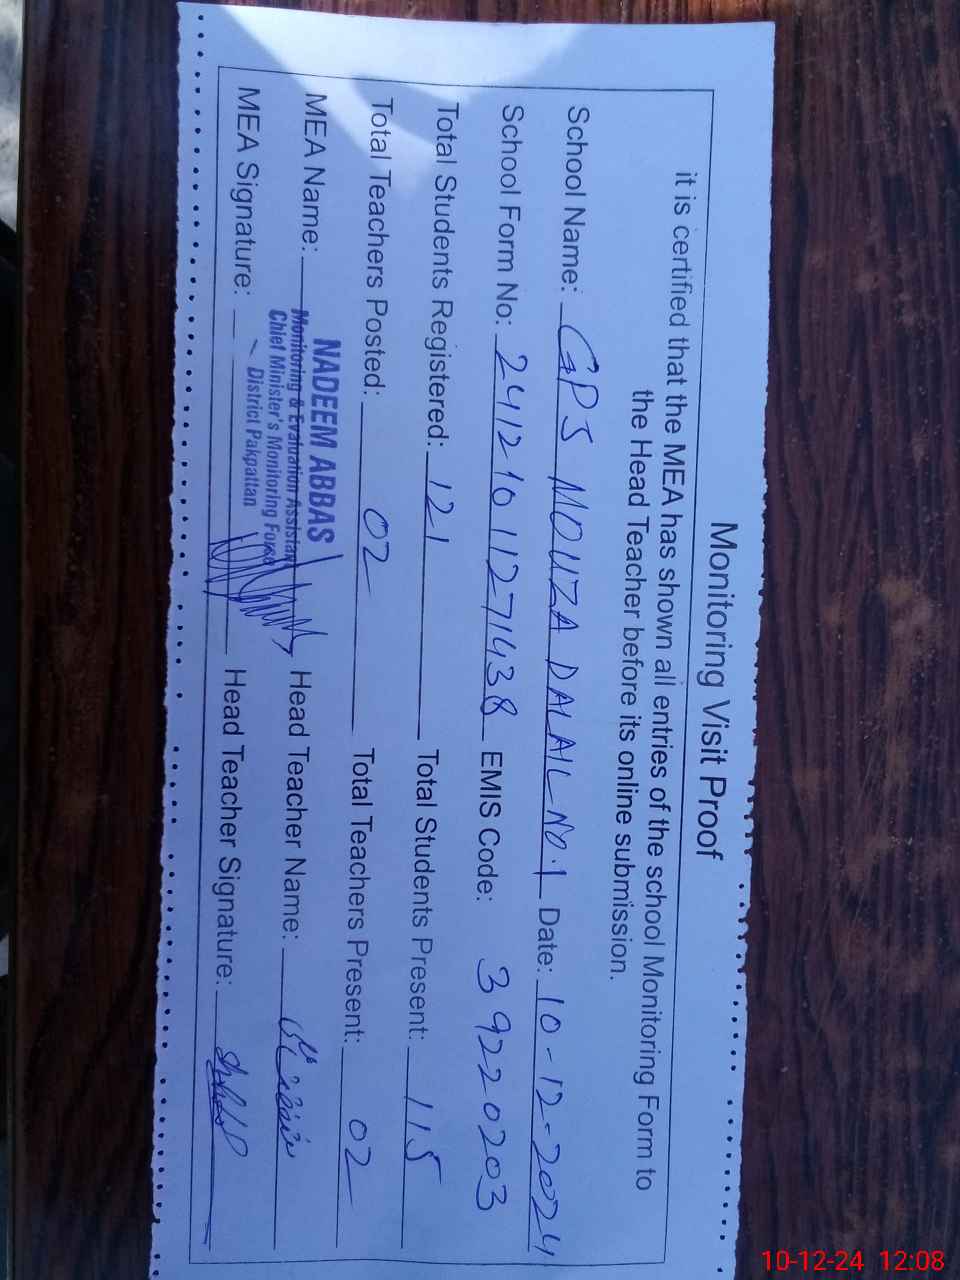 Monitoring Visit Proof
it is certified that the MEA has shown all entries of the school Monitoring Form to
the Head Teacher before its online submission.
School Name: GPS MOUZA DALAIL NO.1 Date: 10-12-2024
School Form No: 24121011271438 EMIS Code: 39220203
Total Students Registered: 121 Total Students Present: 115
Total Teachers Posted: 02 Total Teachers Present: 02
MEA Name: Head Teacher Name:
NADEEM ABBAS
Monitoring & Evaluation Assistant
Chief Minister's Monitoring Force
District Pakpattan
MEA Signature: Head Teacher Signature:
10-12-24 12:08